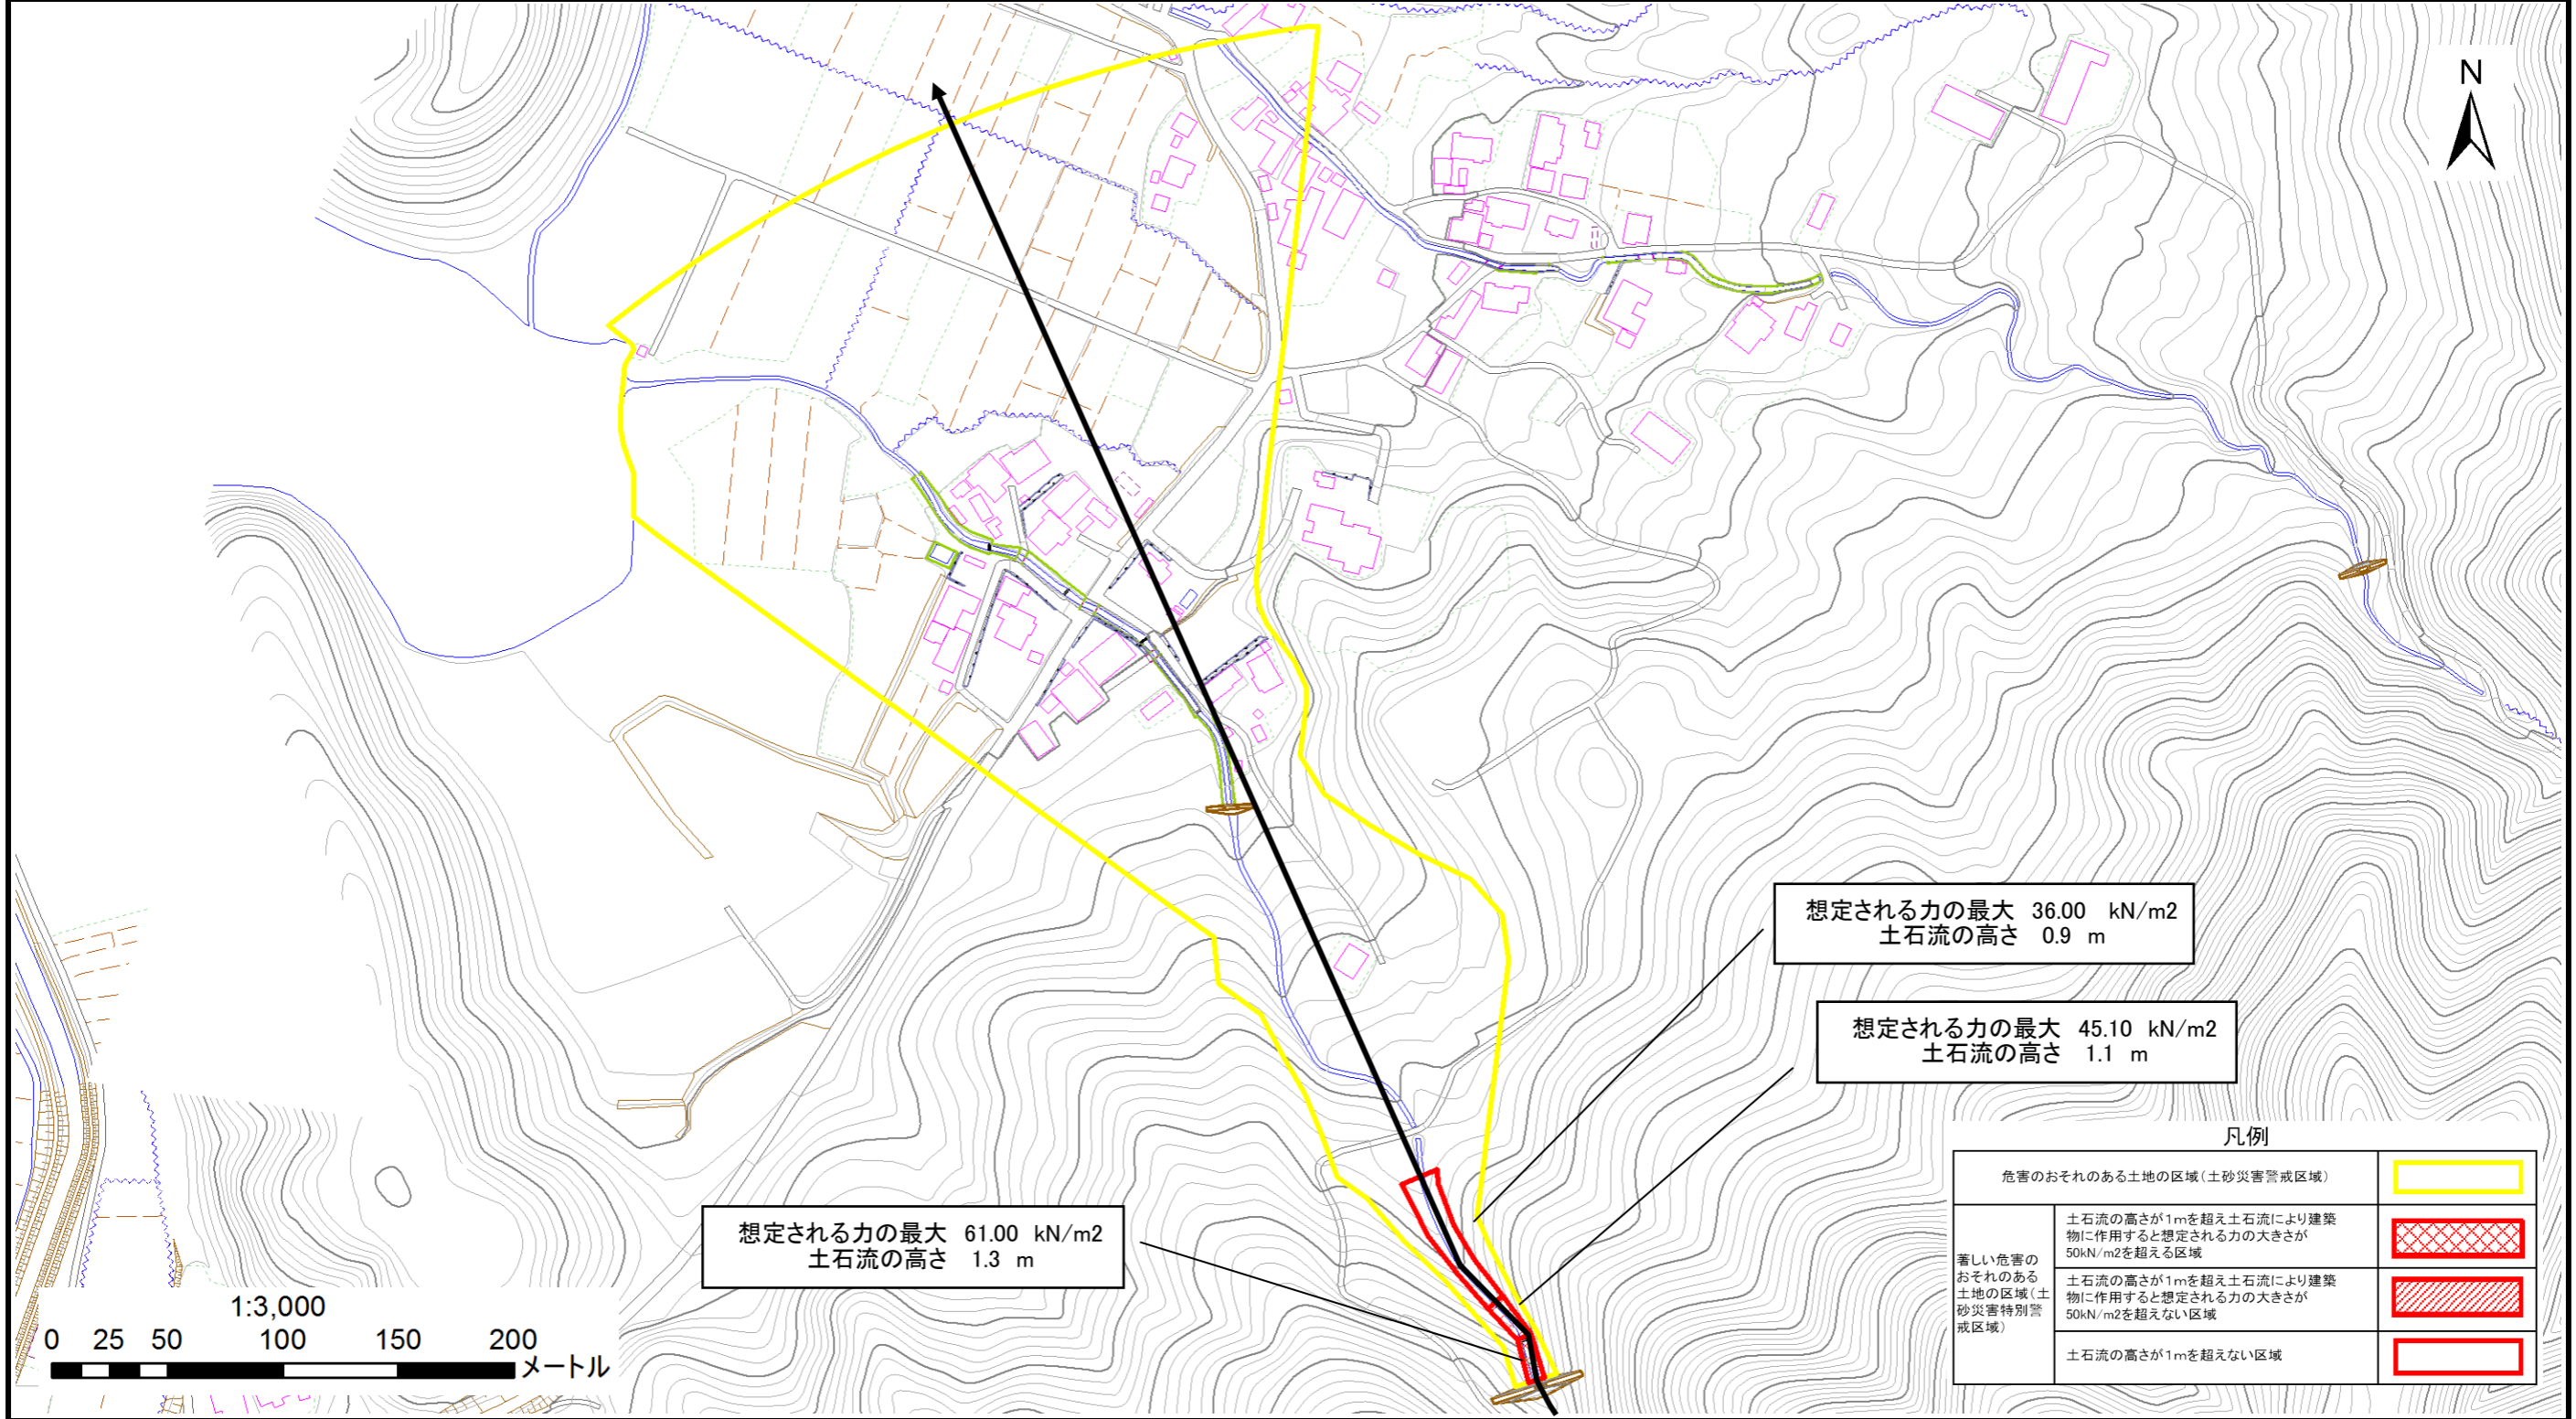 N
想定される力の最大 36.00 kN/m2
土石流の高さ 0.9 m
想定される力の最大 45.10 kN/m2
土石流の高さ 1.1 m
想定される力の最大 61.00 kN/m2
土石流の高さ 1.3 m
1:3,000
0 25 50 100 150 200
メートル
凡例
危害のおそれのある土地の区域(土砂災害警戒区域)
著しい危害の
おそれのある
土地の区域(土
砂災害特別警
戒区域)
土石流の高さが1mを超え土石流により建築
物に作用すると想定される力の大きさが
50kN/m2を超える区域
土石流の高さが1mを超え土石流により建築
物に作用すると想定される力の大きさが
50kN/m2を超えない区域
土石流の高さが1mを超えない区域